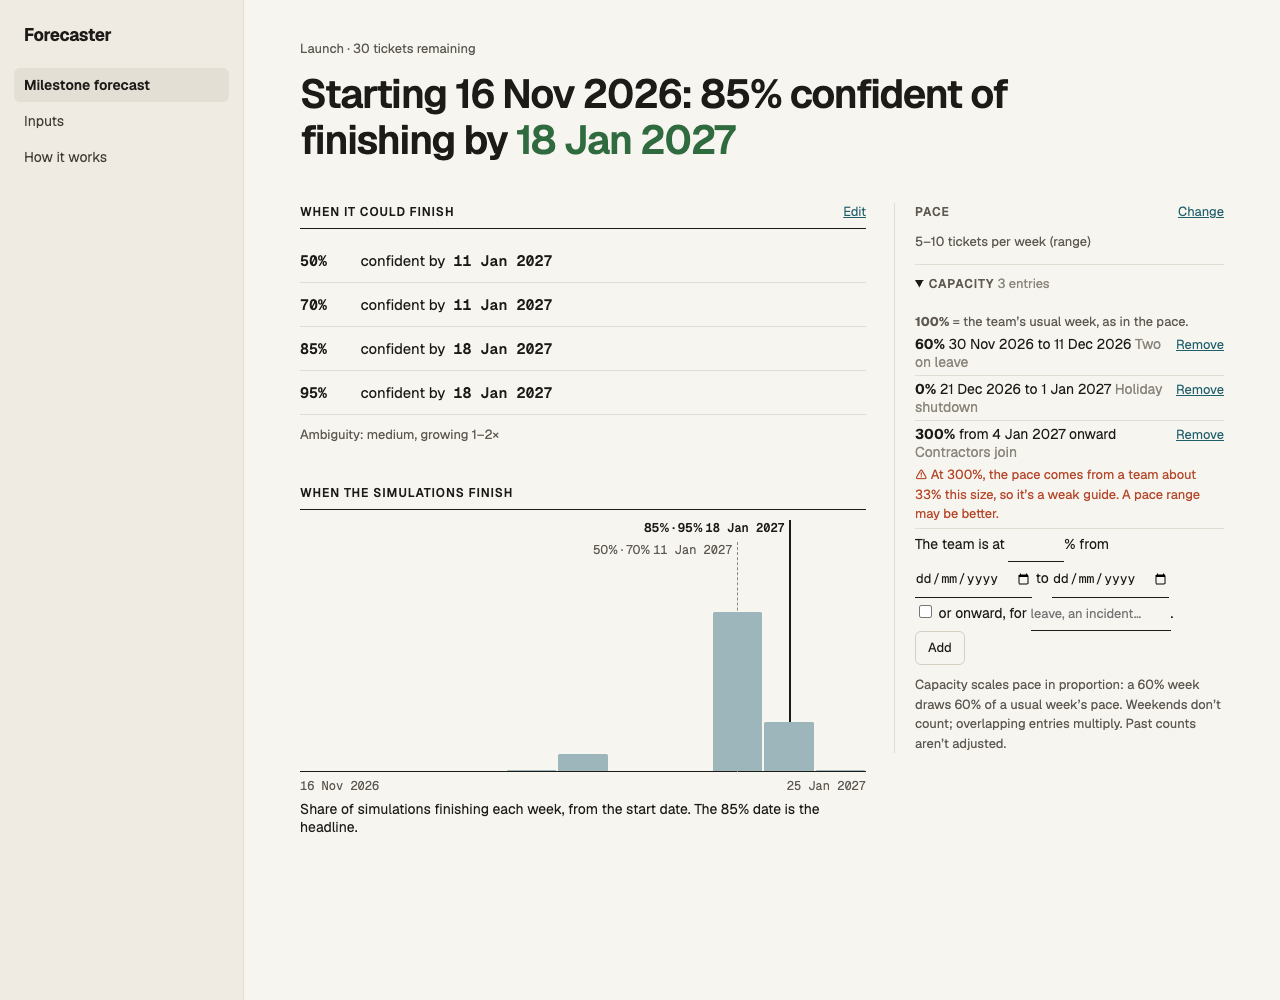 Forecaster
Milestone forecast
Inputs
How it works
Launch · 30 tickets remaining
Starting 16 Nov 2026: 85% confident of
finishing by 18 Jan 2027
WHEN IT COULD FINISH
Edit
50% confident by 11 Jan 2027
70% confident by 11 Jan 2027
85% confident by 18 Jan 2027
95% confident by 18 Jan 2027
Ambiguity: medium, growing 1–2×
WHEN THE SIMULATIONS FINISH
85% · 95% 18 Jan 2027
50% · 70% 11 Jan 2027
16 Nov 2026
25 Jan 2027
Share of simulations finishing each week, from the start date. The 85% date is the
headline.
PACE
Change
5–10 tickets per week (range)
▼ CAPACITY 3 entries
100% = the team’s usual week, as in the pace.
60% 30 Nov 2026 to 11 Dec 2026 Two
on leave
Remove
0% 21 Dec 2026 to 1 Jan 2027 Holiday
shutdown
Remove
300% from 4 Jan 2027 onward
Contractors join
Remove
⚠ At 300%, the pace comes from a team about
33% this size, so it’s a weak guide. A pace range
may be better.
The team is at % from
dd/mm/yyyy to dd/mm/yyyy
or onward, for leave, an incident… .
Add
Capacity scales pace in proportion: a 60% week
draws 60% of a usual week’s pace. Weekends don’t
count; overlapping entries multiply. Past counts
aren’t adjusted.